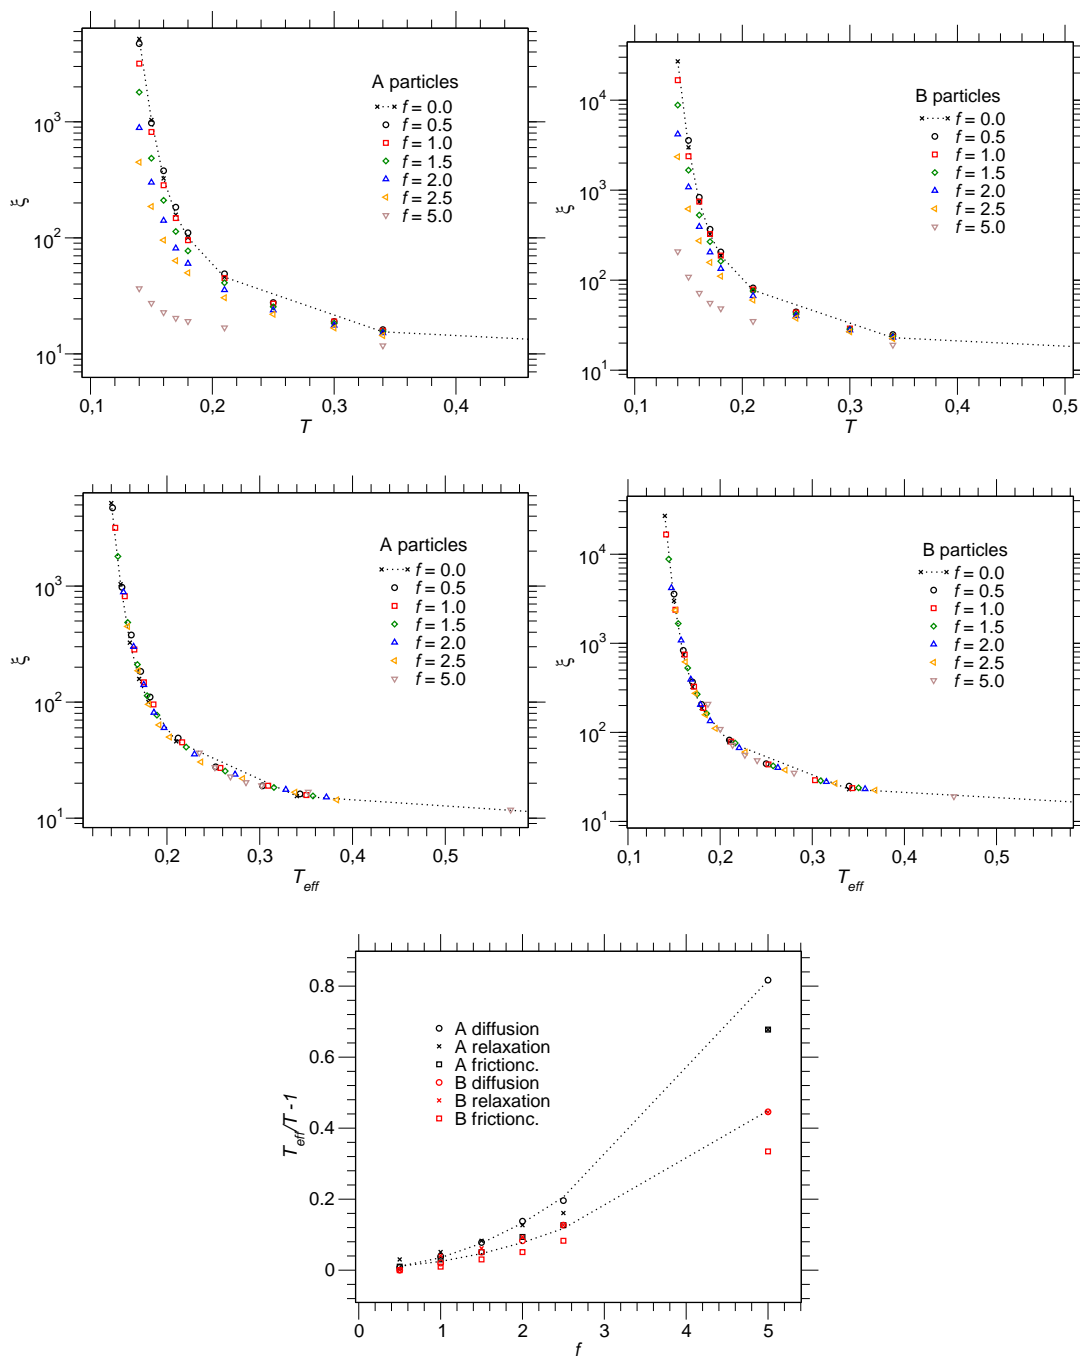 A particles
f = 0.0
f = 0.5
f = 1.0
f = 1.5
f = 2.0
f = 2.5
f = 5.0
10³
10²
10¹
ξ
0,1 0,2 0,3 0,4
T
B particles
f = 0.0
f = 0.5
f = 1.0
f = 1.5
f = 2.0
f = 2.5
f = 5.0
10⁴
10³
10²
10¹
ξ
0,1 0,2 0,3 0,4 0,5
T
A particles
f = 0.0
f = 0.5
f = 1.0
f = 1.5
f = 2.0
f = 2.5
f = 5.0
10³
10²
10¹
ξ
0,2 0,3 0,4 0,5
T_eff
B particles
f = 0.0
f = 0.5
f = 1.0
f = 1.5
f = 2.0
f = 2.5
f = 5.0
10⁴
10³
10²
10¹
ξ
0,1 0,2 0,3 0,4 0,5
T_eff
A diffusion
A relaxation
A frictionc.
B diffusion
B relaxation
B frictionc.
0.8
0.6
0.4
0.2
0
T_eff/T -1
0 1 2 3 4 5
f